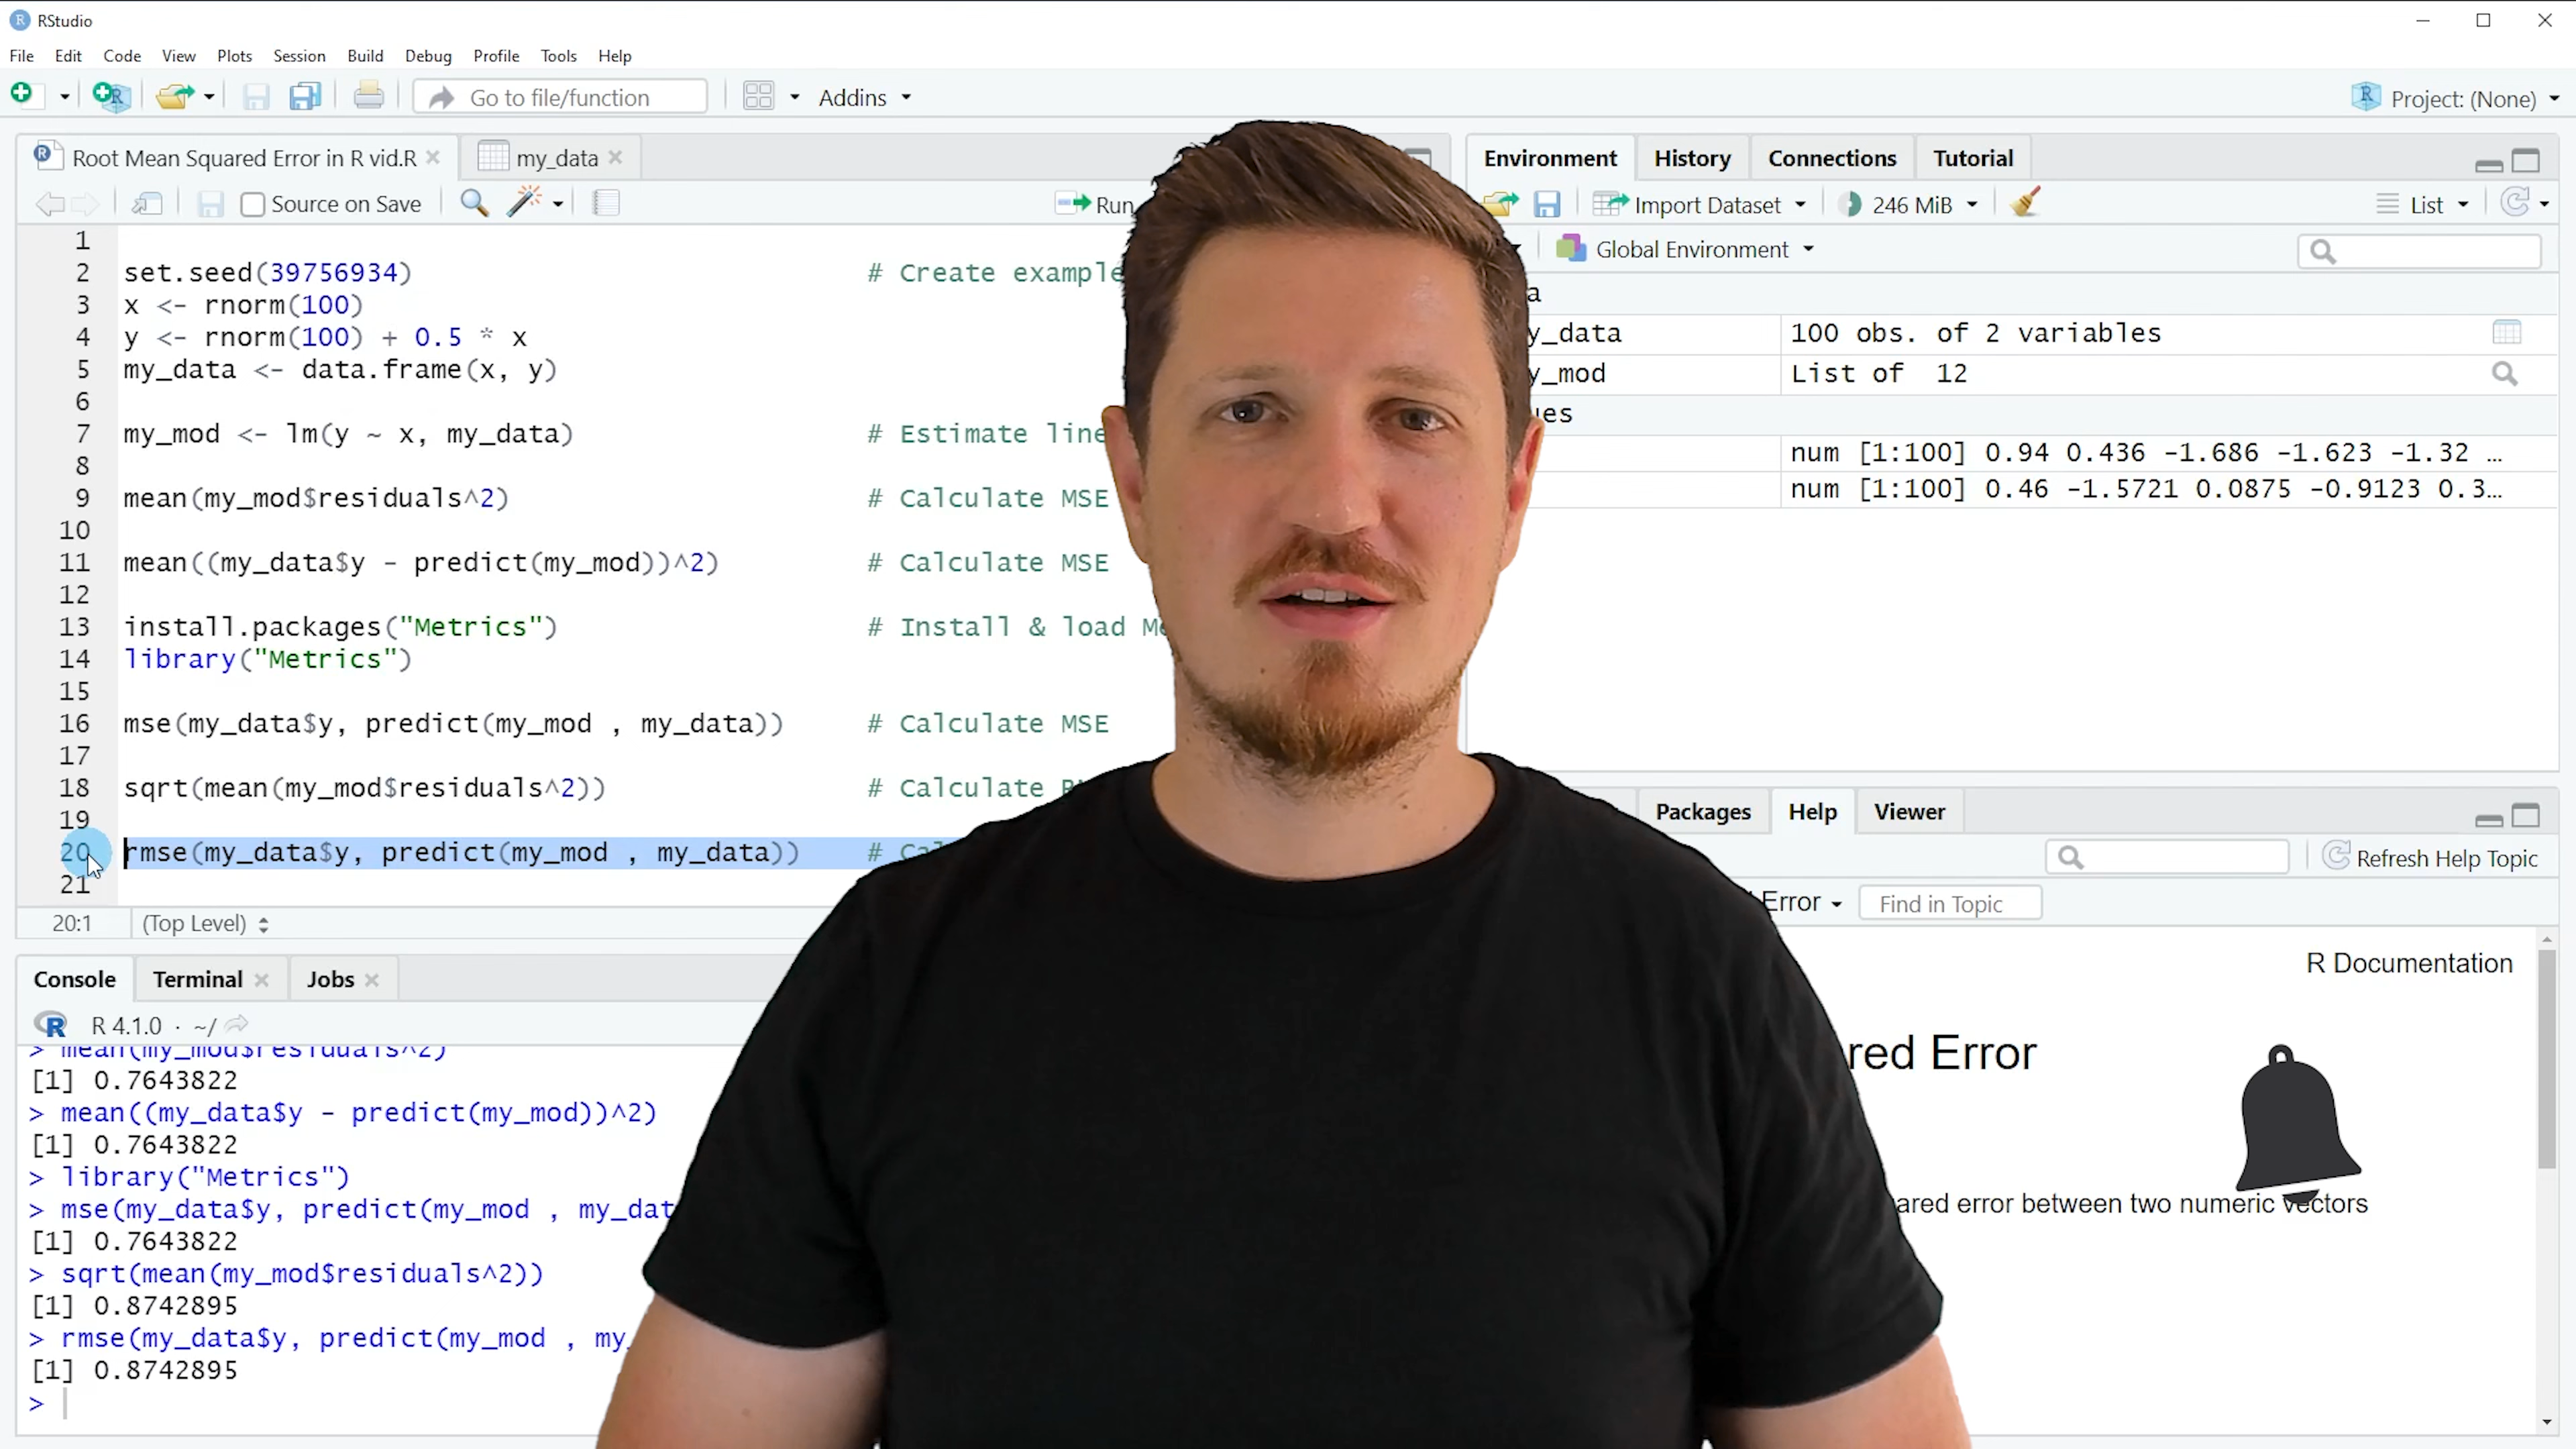 RStudio
File Edit Code View Plots Session Build Debug Profile Tools Help
Go to file/function Addins Project: (None)
Root Mean Squared Error in R vid.R my_data
Source on Save Run
1
2 set.seed(39756934) # Create example
3 x <- rnorm(100)
4 y <- rnorm(100) + 0.5 * x
5 my_data <- data.frame(x, y)
6
7 my_mod <- lm(y ~ x, my_data) # Estimate
8
9 mean(my_mod$residuals^2) # Calculate MSE
10
11 mean((my_data$y - predict(my_mod))^2) # Calculate MSE
12
13 install.packages("Metrics") # Install & load
14 library("Metrics")
15
16 mse(my_data$y, predict(my_mod , my_data)) # Calculate MSE
17
18 sqrt(mean(my_mod$residuals^2)) # Calculate
19
20 rmse(my_data$y, predict(my_mod , my_data)) #
21
20:1 (Top Level)
Console Terminal Jobs
R 4.1.0 · ~/
> mean(my_mod$residuals^2)
[1] 0.7643822
> mean((my_data$y - predict(my_mod))^2)
[1] 0.7643822
> library("Metrics")
> mse(my_data$y, predict(my_mod , my_dat
[1] 0.7643822
> sqrt(mean(my_mod$residuals^2))
[1] 0.8742895
> rmse(my_data$y, predict(my_mod , my_
[1] 0.8742895
>
Environment History Connections Tutorial
Import Dataset 246 MiB List
Global Environment
a
y_data 100 obs. of 2 variables
y_mod List of 12
ues
num [1:100] 0.94 0.436 -1.686 -1.623 -1.32 ...
num [1:100] 0.46 -1.5721 0.0875 -0.9123 0.3...
Packages Help Viewer
Refresh Help Topic
Error Find in Topic
R Documentation
red Error
ared error between two numeric vectors